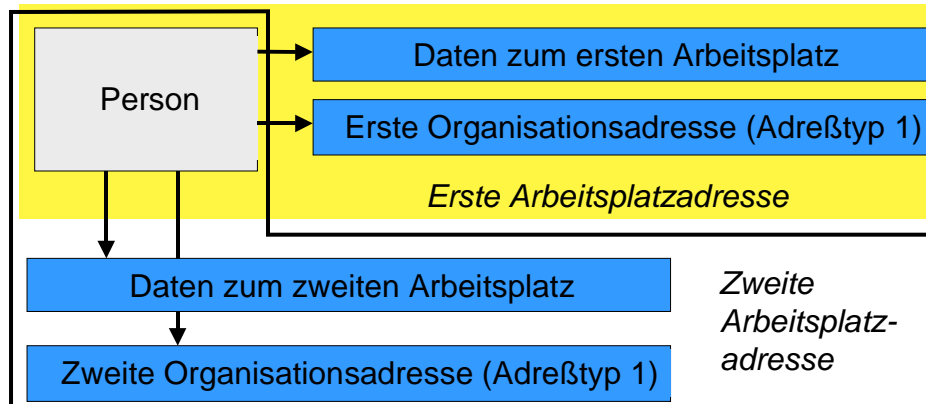 Person
Daten zum ersten Arbeitsplatz
Erste Organisationsadresse (Adreßtyp 1)
Erste Arbeitsplatzadresse
Daten zum zweiten Arbeitsplatz
Zweite Organisationsadresse (Adreßtyp 1)
Zweite
Arbeitsplatz-
adresse